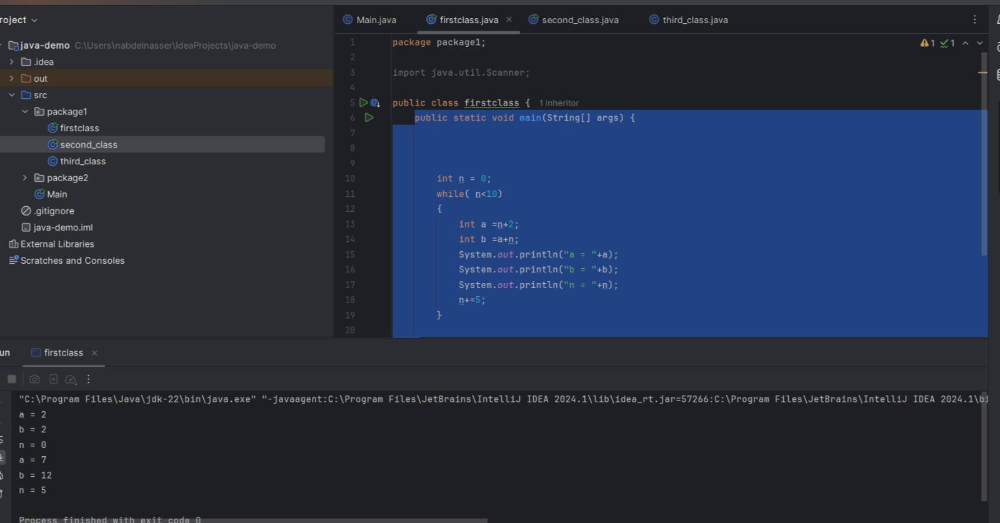 roject
java-demo C:\Users\nabdelnasser\IdeaProjects\java-demo
.idea
out
src
package1
firstclass
second_class
third_class
package2
Main
.gitignore
java-demo.iml
External Libraries
Scratches and Consoles
Main.java firstclass.java second_class.java third_class.java
1 package package1;
1 1
2
3 import java.util.Scanner;
4
5 public class firstclass { 1 inheritor
6 public static void main(String[] args) {
7
8
9
10 int n = 0;
11 while( n<10)
12 {
13 int a =n+2;
14 int b =a+n;
15 System.out.println("a = "+a);
16 System.out.println("b = "+b);
17 System.out.println("n = "+n);
18 n+=5;
19 }
20
un firstclass
"C:\Program Files\Java\jdk-22\bin\java.exe" "-javaagent:C:\Program Files\JetBrains\IntelliJ IDEA 2024.1\lib\idea_rt.jar=57266:C:\Program Files\JetBrains\IntelliJ IDEA 2024.1\bi
a = 2
b = 2
n = 0
a = 7
b = 12
n = 5
Process finished with exit code 0